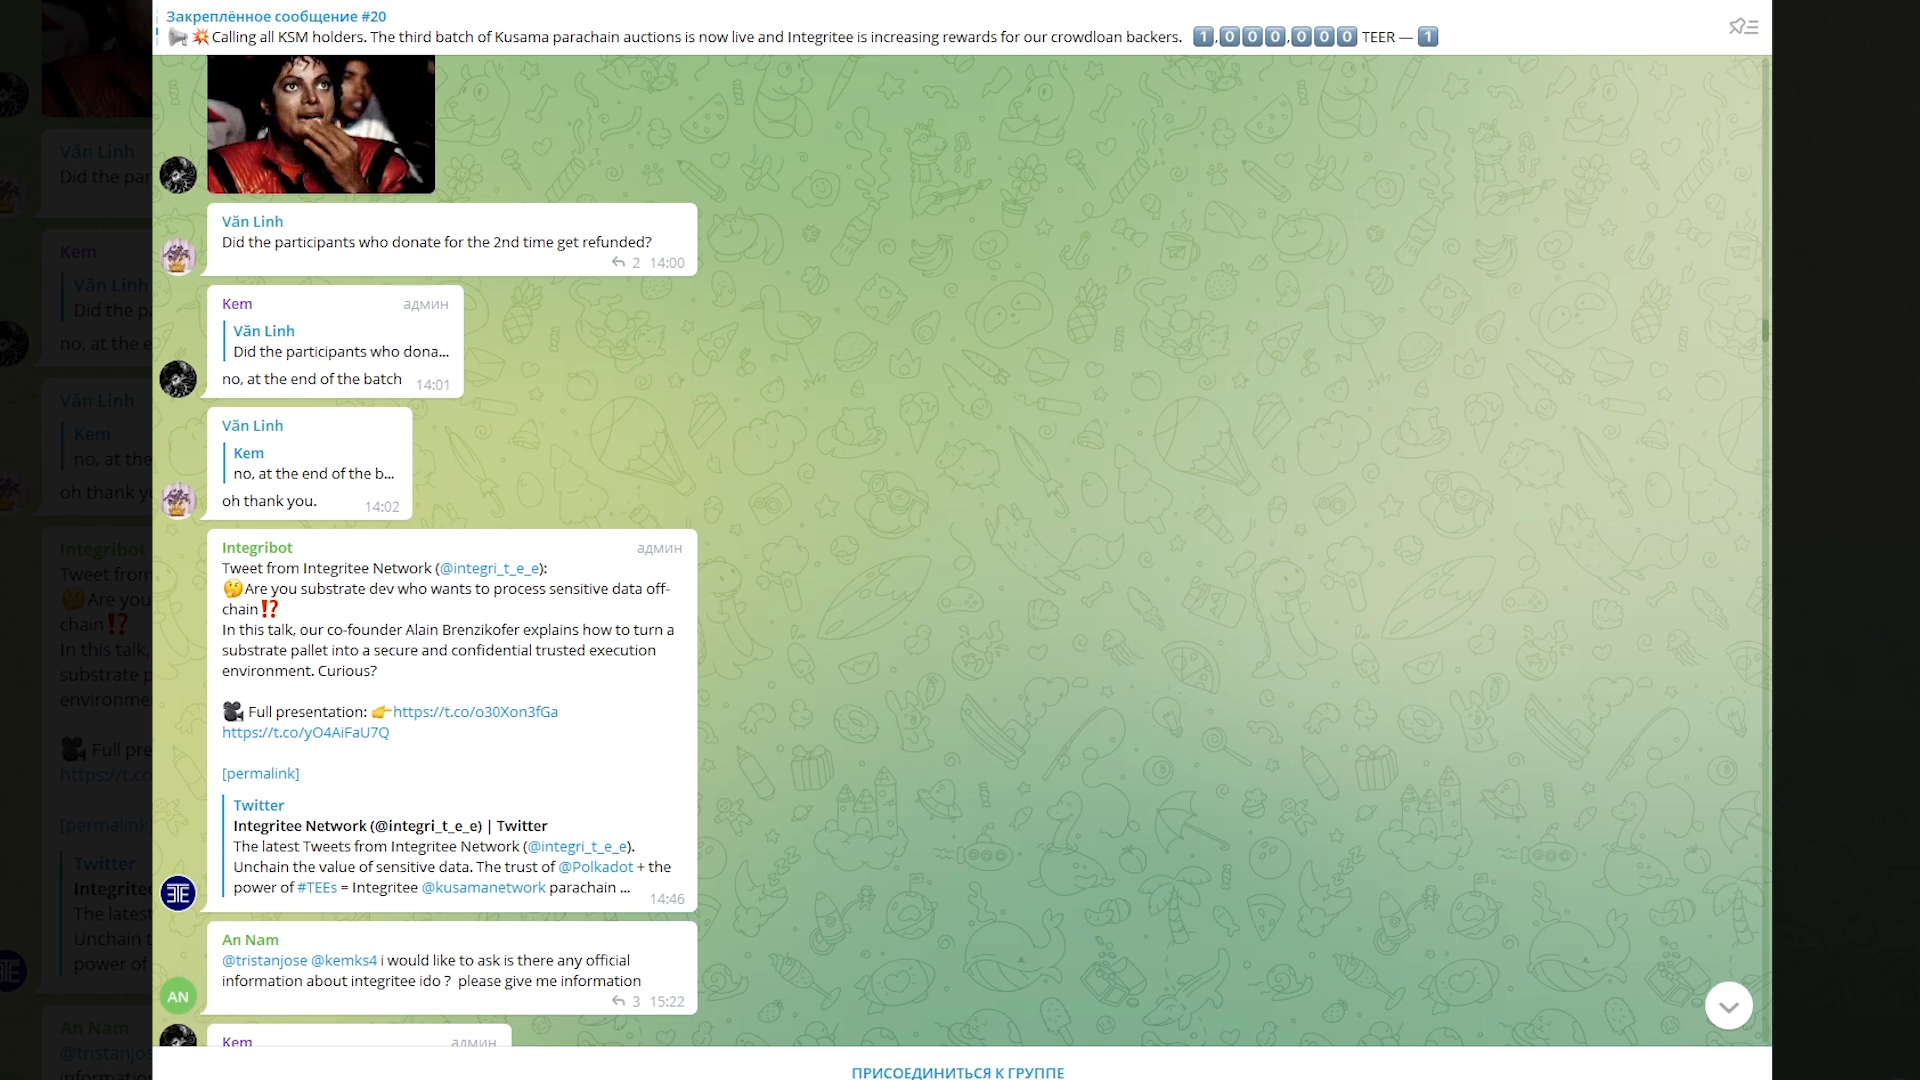 Закреплённое сообщение #20
📢💥Calling all KSM holders. The third batch of Kusama parachain auctions is now live and Integritee is increasing rewards for our crowdloan backers. 1️⃣,0️⃣0️⃣0️⃣,0️⃣0️⃣0️⃣ TEER — 1️⃣
Văn Linh
Did the participants who donate for the 2nd time get refunded?
2 14:00
Kem админ
Văn Linh
Did the participants who dona...
no, at the end of the batch 14:01
Văn Linh
Kem
no, at the end of the b...
oh thank you. 14:02
Integribot админ
Tweet from Integritee Network (@integri_t_e_e):
🤔Are you substrate dev who wants to process sensitive data off-
chain⁉️
In this talk, our co-founder Alain Brenzikofer explains how to turn a
substrate pallet into a secure and confidential trusted execution
environment. Curious?
🎥 Full presentation: 👉https://t.co/o30Xon3fGa
https://t.co/yO4AiFaU7Q
[permalink]
Twitter
Integritee Network (@integri_t_e_e) | Twitter
The latest Tweets from Integritee Network (@integri_t_e_e).
Unchain the value of sensitive data. The trust of @Polkadot + the
power of #TEEs = Integritee @kusamanetwork parachain ...
14:46
An Nam
@tristanjose @kemks4 i would like to ask is there any official
information about integritee ido ? please give me information
AN
3 15:22
Kem админ
ПРИСОЕДИНИТЬСЯ К ГРУППЕ
Văn Linh
Did the par
Kem
Văn Linh
Did the p
no, at the e
Văn Linh
Kem
no, at the
oh thank y
Integribot
Tweet from
🤔Are you
chain⁉️
In this talk,
substrate p
environme
🎥 Full pre
https://t.co
[permalink
Twitter
Integrite
The latest
Unchain t
power of
An Nam
@tristanjos
information